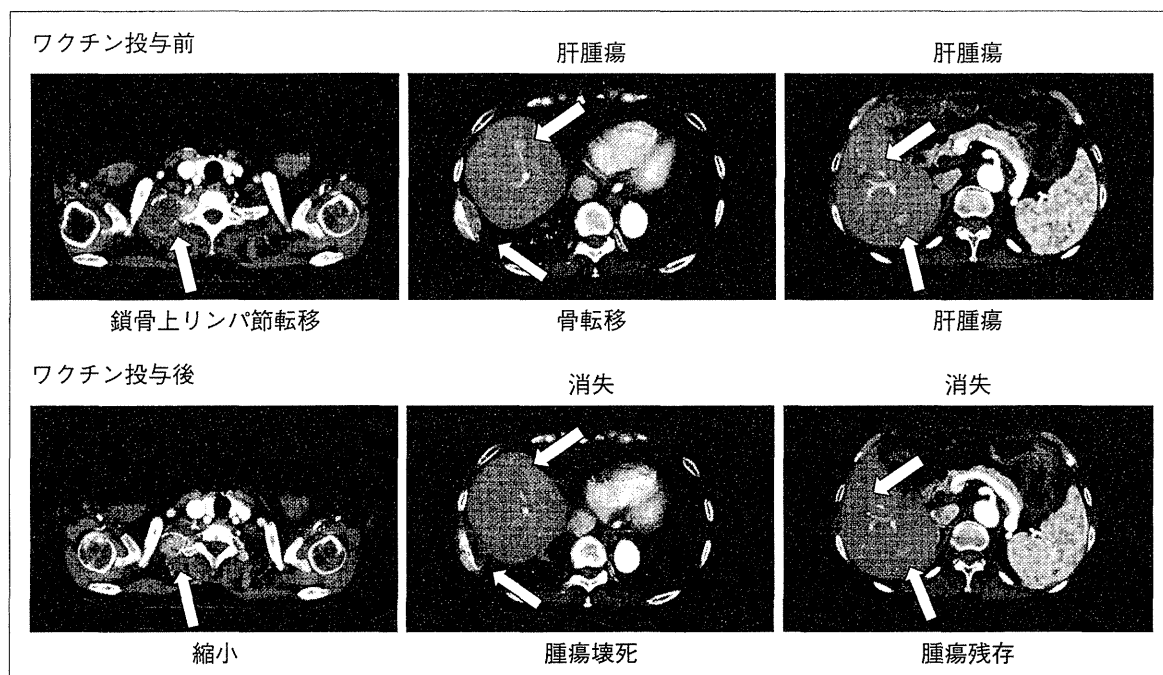 ワクチン投与前
肝腫瘍
肝腫瘍
鎖骨上リンパ節転移
骨転移
肝腫瘍
ワクチン投与後
消失
消失
縮小
腫瘍壊死
腫瘍残存